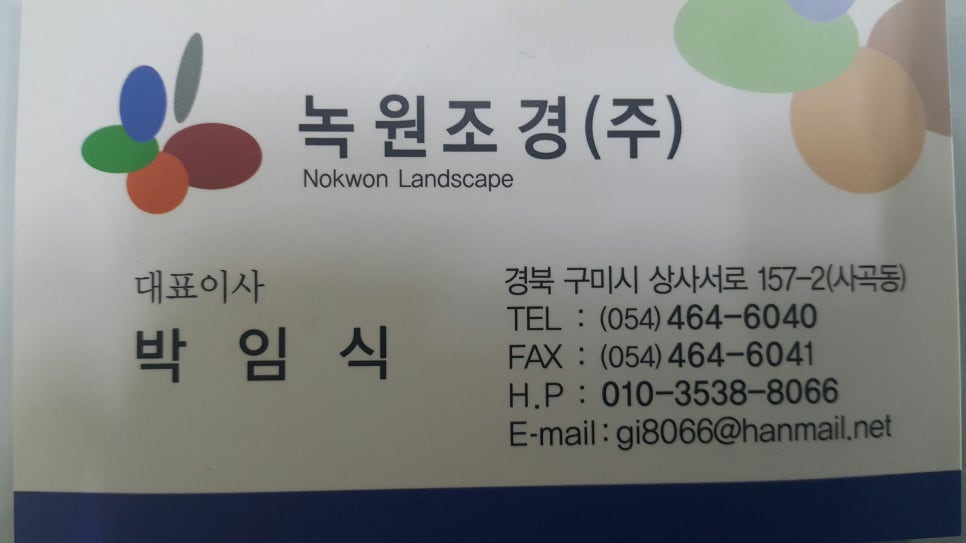 녹원조경(주)
Nokwon Landscape
대표이사
박 임 식
경북 구미시 상사서로 157-2(사곡동)
TEL : (054) 464-6040
FAX : (054) 464-6041
H.P : 010-3538-8066
E-mail : gi8066@hanmail.net